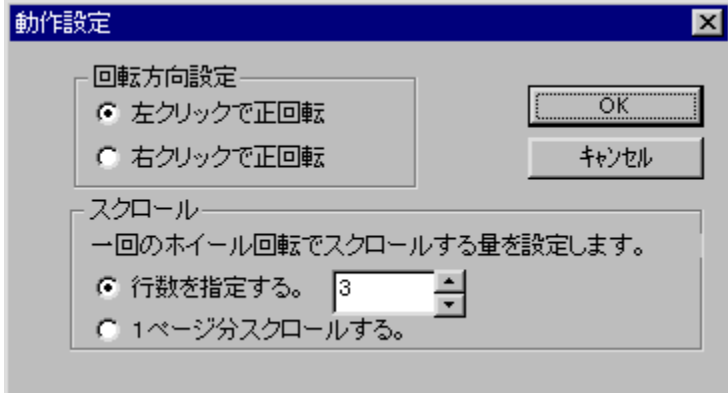 動作設定
回転方向設定
左クリックで正回転
右クリックで正回転
OK
ｷｬﾝｾﾙ
スクロール
一回のホイール回転でスクロールする量を設定します。
行数を指定する。 3
1ページ分スクロールする。